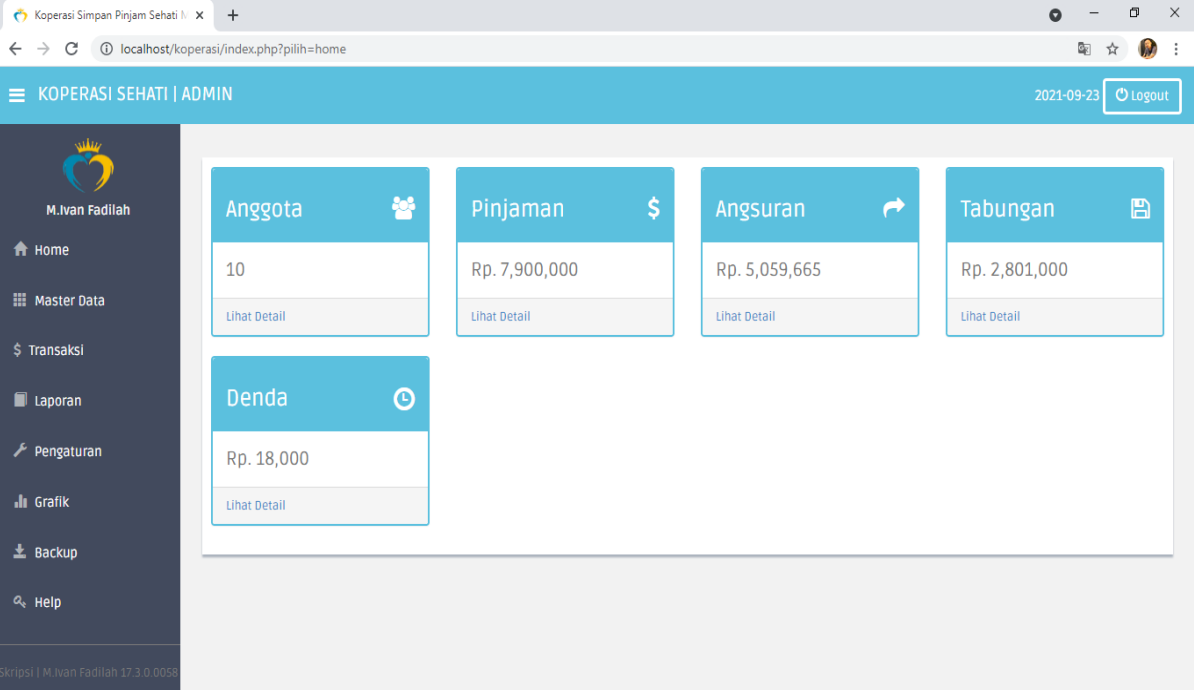 Koperasi Simpan Pinjam Sehati M
localhost/koperasi/index.php?pilih=home
KOPERASI SEHATI | ADMIN
2021-09-23
Logout
M.Ivan Fadilah
Home
Master Data
$ Transaksi
Laporan
Pengaturan
Grafik
Backup
Help
Skripsi | M.Ivan Fadilah 17.3.0.0058
Anggota
10
Lihat Detail
Pinjaman $
Rp. 7,900,000
Lihat Detail
Angsuran
Rp. 5,059,665
Lihat Detail
Tabungan
Rp. 2,801,000
Lihat Detail
Denda
Rp. 18,000
Lihat Detail